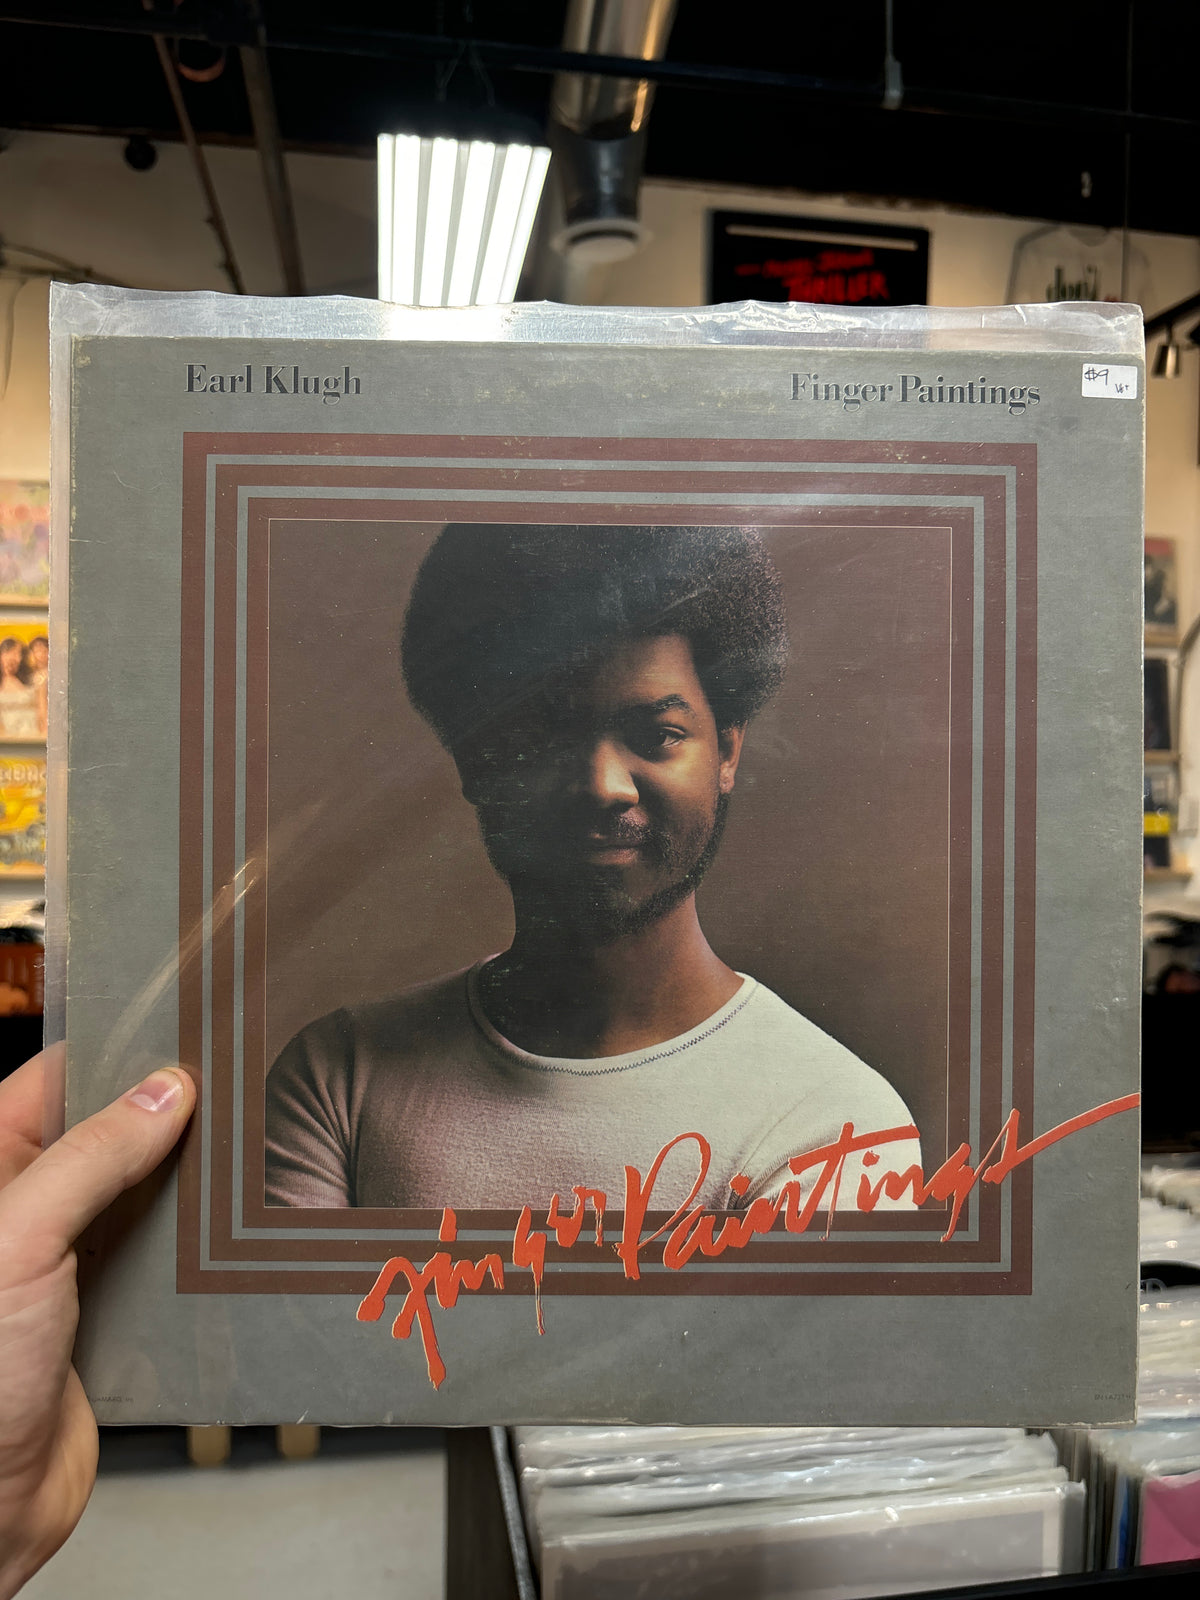 THRILLER
Earl Klugh
Finger Paintings
$9
Finger Paintings